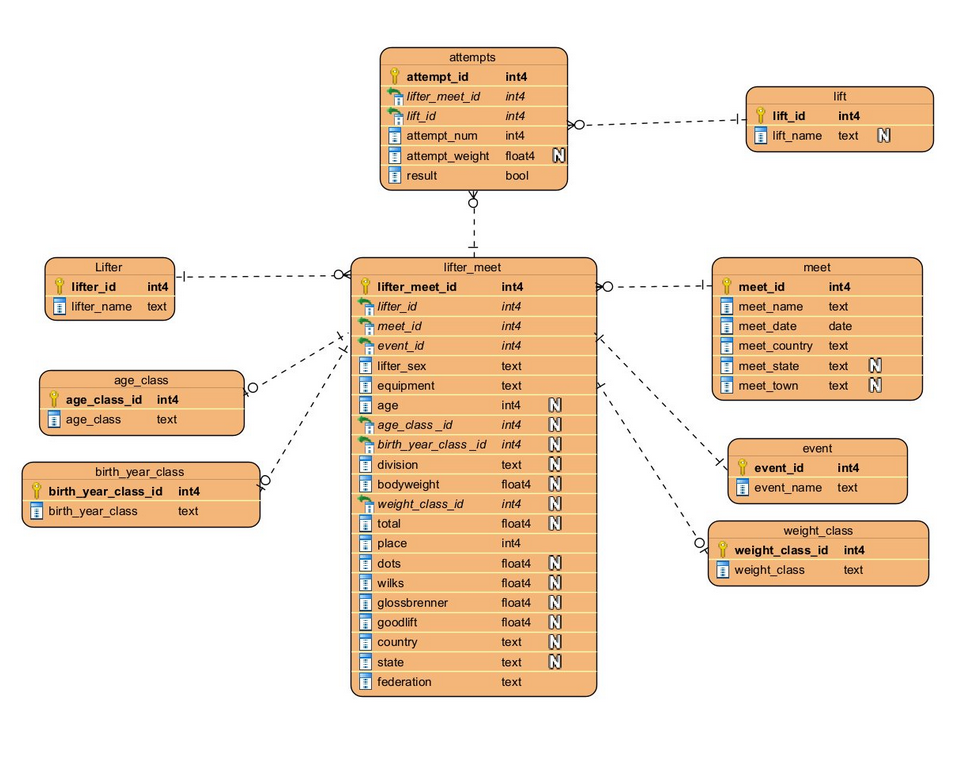 attempts
attempt_id int4
lifter_meet_id int4
lift_id int4
attempt_num int4
attempt_weight float4 N
result bool
lift
lift_id int4
lift_name text N
Lifter
lifter_id int4
lifter_name text
lifter_meet
lifter_meet_id int4
lifter_id int4
meet_id int4
event_id int4
lifter_sex text
equipment text
age int4 N
age_class_id int4 N
birth_year_class_id int4 N
division text N
bodyweight float4 N
weight_class_id int4 N
total float4 N
place int4
dots float4 N
wilks float4 N
glossbrenner float4 N
goodlift float4 N
country text N
state text N
federation text
meet
meet_id int4
meet_name text
meet_date date
meet_country text
meet_state text N
meet_town text N
age_class
age_class_id int4
age_class text
birth_year_class
birth_year_class_id int4
birth_year_class text
event
event_id int4
event_name text
weight_class
weight_class_id int4
weight_class text